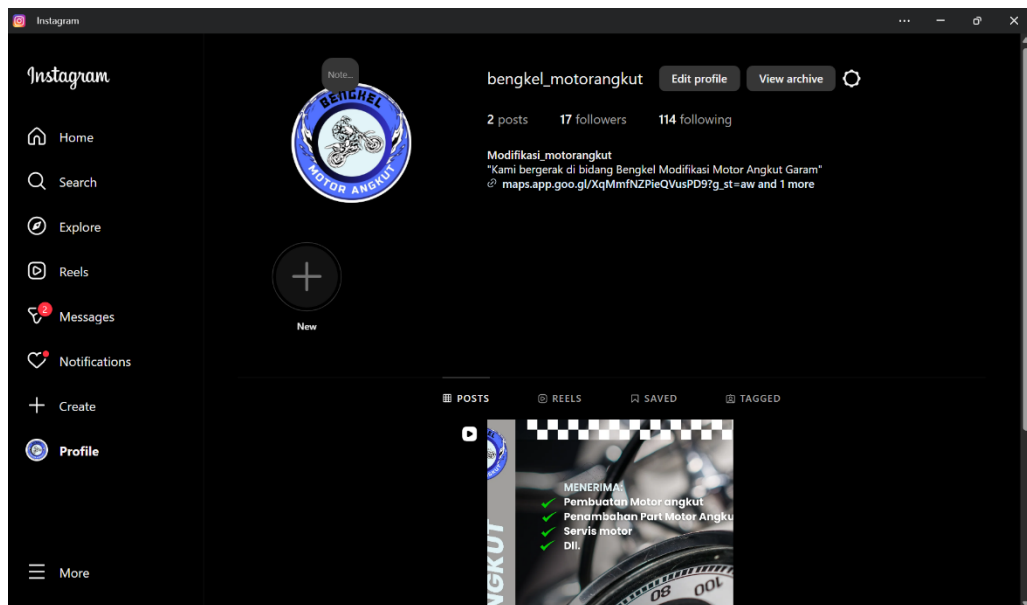 Instagram
Instagram
Home
Search
Explore
Reels
2
Messages
Notifications
Create
Profile
More
Note...
BENGKEL
MOTOR ANGKUT
bengkel_motorangkut
Edit profile
View archive
2 posts 17 followers 114 following
Modifikasi_motorangkut
"Kami bergerak di bidang Bengkel Modifikasi Motor Angkut Garam"
maps.app.goo.gl/XqMmfNZPieQVusPD9?g_st=aw and 1 more
New
POSTS REELS SAVED TAGGED
NGKUT
MENERIMA:
Pembuatan Motor angkut
Penambahan Part Motor Angku
Servis motor
Dll.
80 100